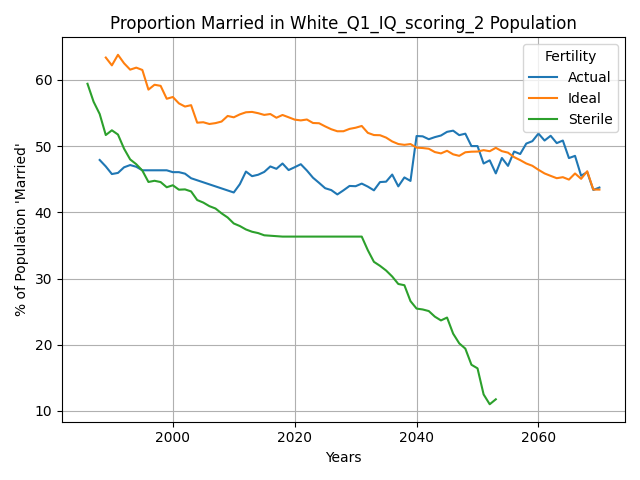 Proportion Married in White_Q1_IQ_scoring_2 Population
Fertility
Actual
Ideal
Sterile
% of Population 'Married'
60
50
40
30
20
10
2000
2020
2040
2060
Years